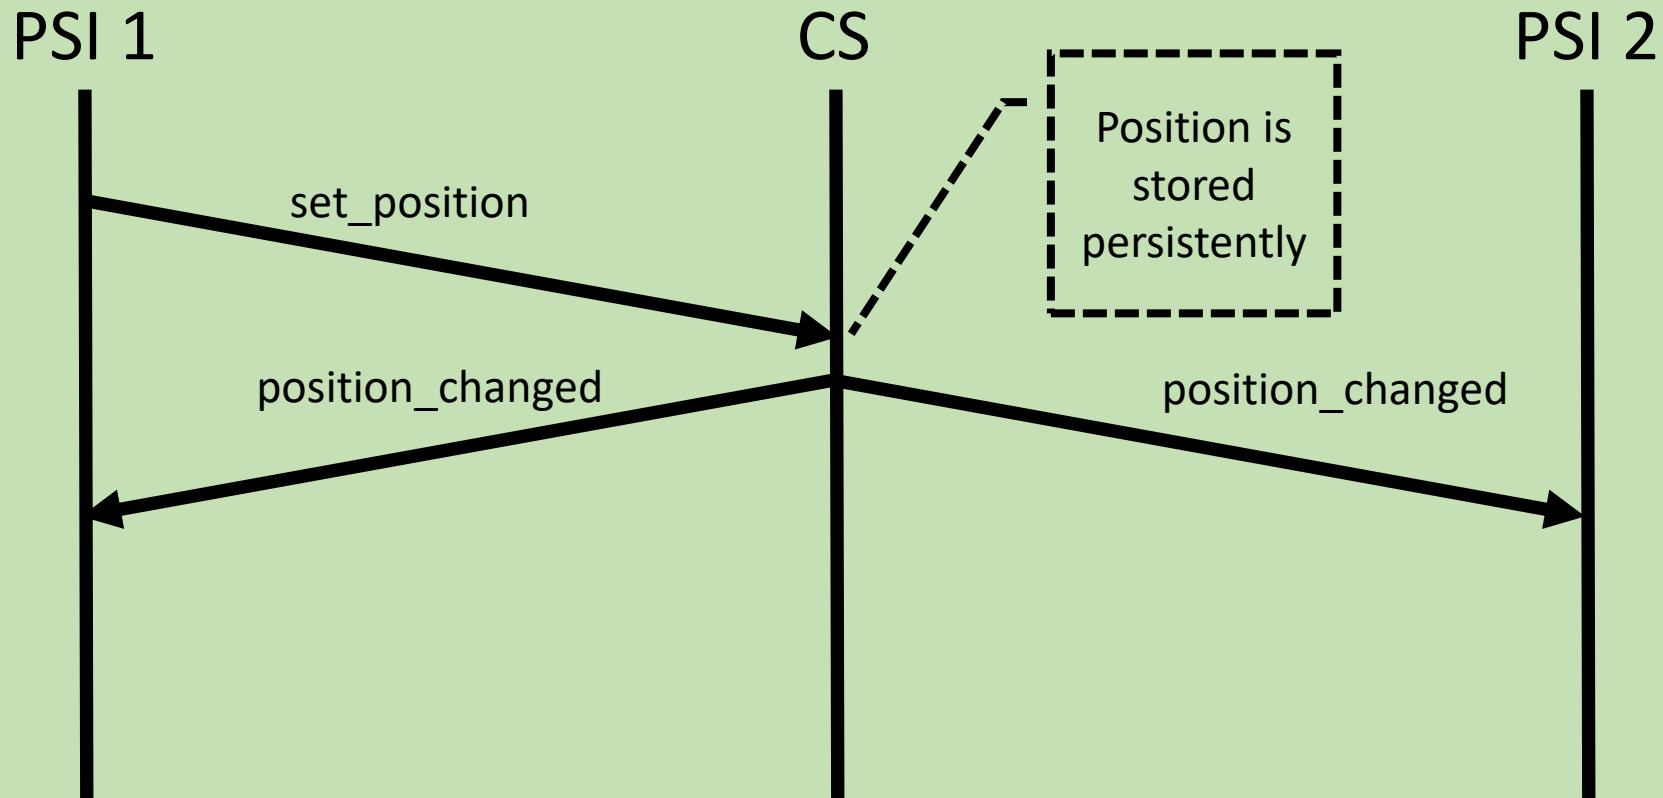 PSI 1
CS
PSI 2
Position is
stored
persistently
set_position
position_changed
position_changed